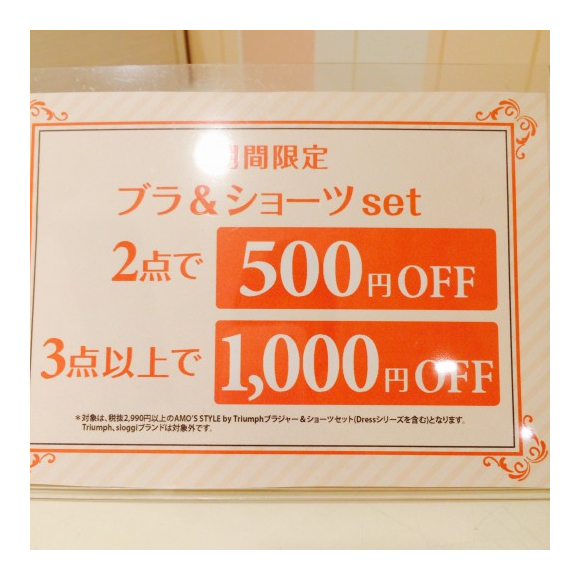 期間限定
ブラ&ショーツset
2点で 500円OFF
3点以上で 1,000円OFF
*対象は、税抜2,990円以上のAMO'S STYLE by Triumphブラジャー&ショーツセット(Dressシリーズを含む)となります。
Triumph、sloggiブランドは対象外です。